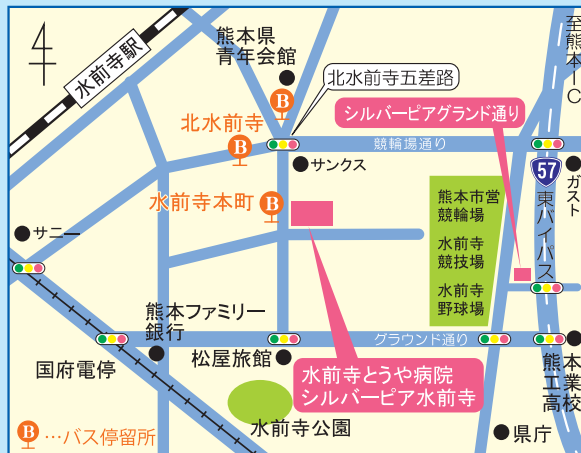 水前寺駅
熊本県
青年会館
北水前寺五差路
至熊本IC
シルバーピアグランド通り
B
北水前寺
B
競輪場通り
サンクス
57
東バイパス
ガスト
水前寺本町
B
熊本市営
競輪場
水前寺
競技場
水前寺
野球場
サニー
熊本ファミリー
銀行
グラウンド通り
国府電停
松屋旅館
水前寺とうや病院
シルバーピア水前寺
熊本
工業
高校
水前寺公園
県庁
B…バス停留所